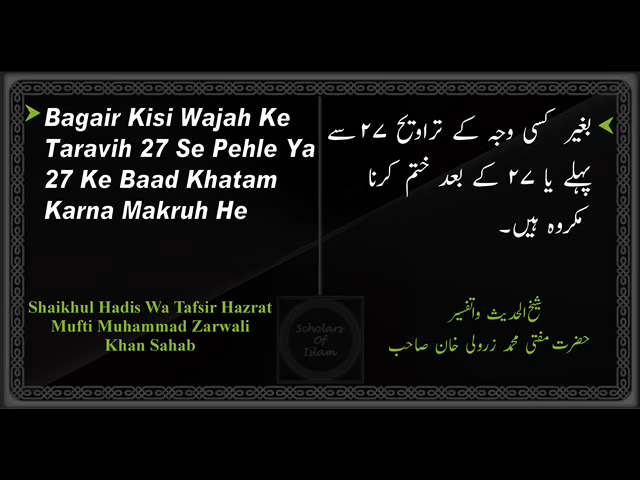 Bagair Kisi Wajah Ke
Taravih 27 Se Pehle Ya
27 Ke Baad Khatam
Karna Makruh He
بغیر کسی وجہ کے تراویح ۲۷ سے
پہلے یا ۲۷ کے بعد ختم کرنا
مکروہ ہیں۔
Shaikhul Hadis Wa Tafsir Hazrat
Mufti Muhammad Zarwali
Khan Sahab
Scholars
Of
Islam
شیخ الحدیث وتفسیر
حضرت مفتی محمد زرولی خان صاحب